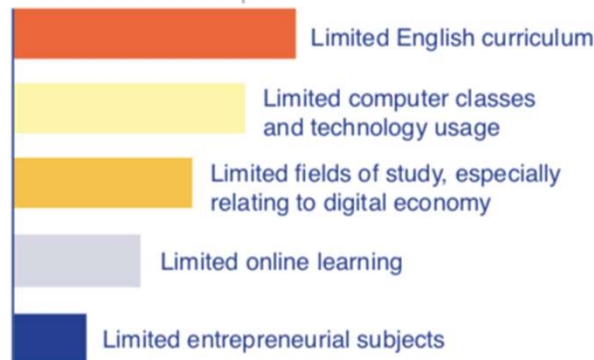 Limited English curriculum
Limited computer classes
and technology usage
Limited fields of study, especially
relating to digital economy
Limited online learning
Limited entrepreneurial subjects